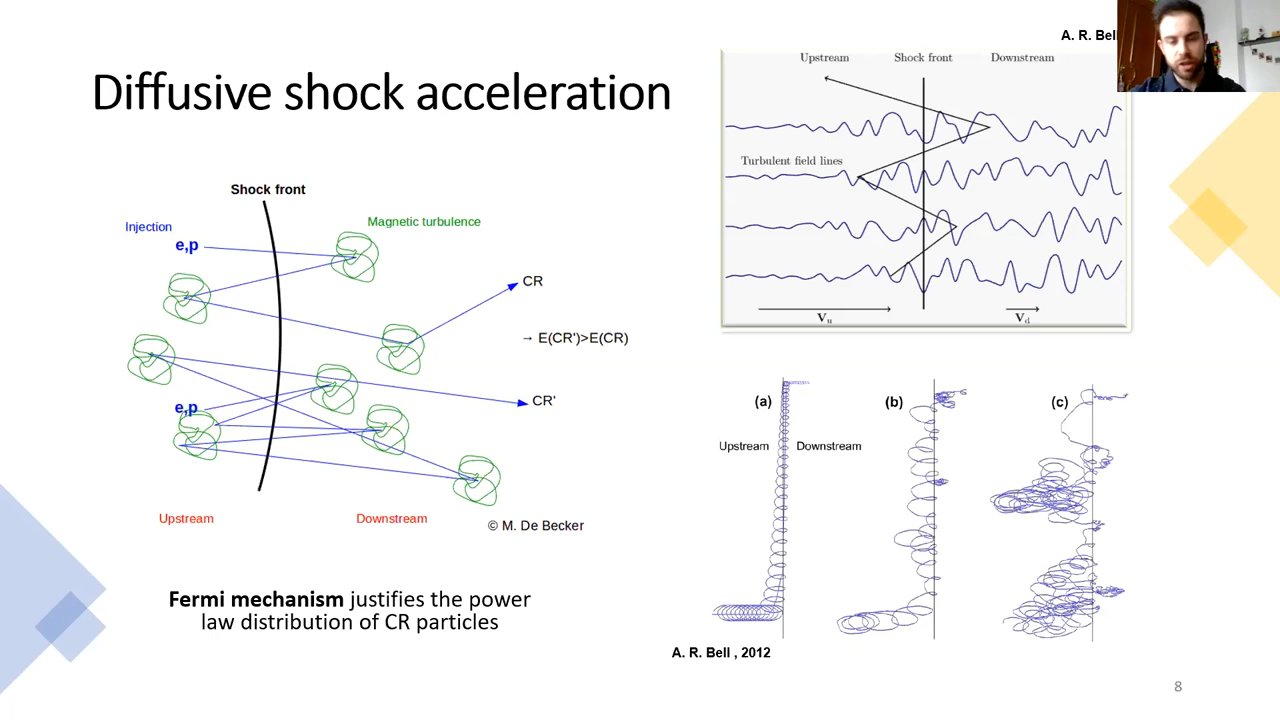 Diffusive shock acceleration
Shock front
Injection
Magnetic turbulence
e,p
CR
→ E(CR')>E(CR)
CR'
e,p
Upstream
Downstream
© M. De Becker
Fermi mechanism justifies the power
law distribution of CR particles
A. R. Bell
Upstream
Shock front
Downstream
Turbulent field lines
Vu
Vd
(a)
(b)
(c)
Upstream
Downstream
A. R. Bell , 2012
8